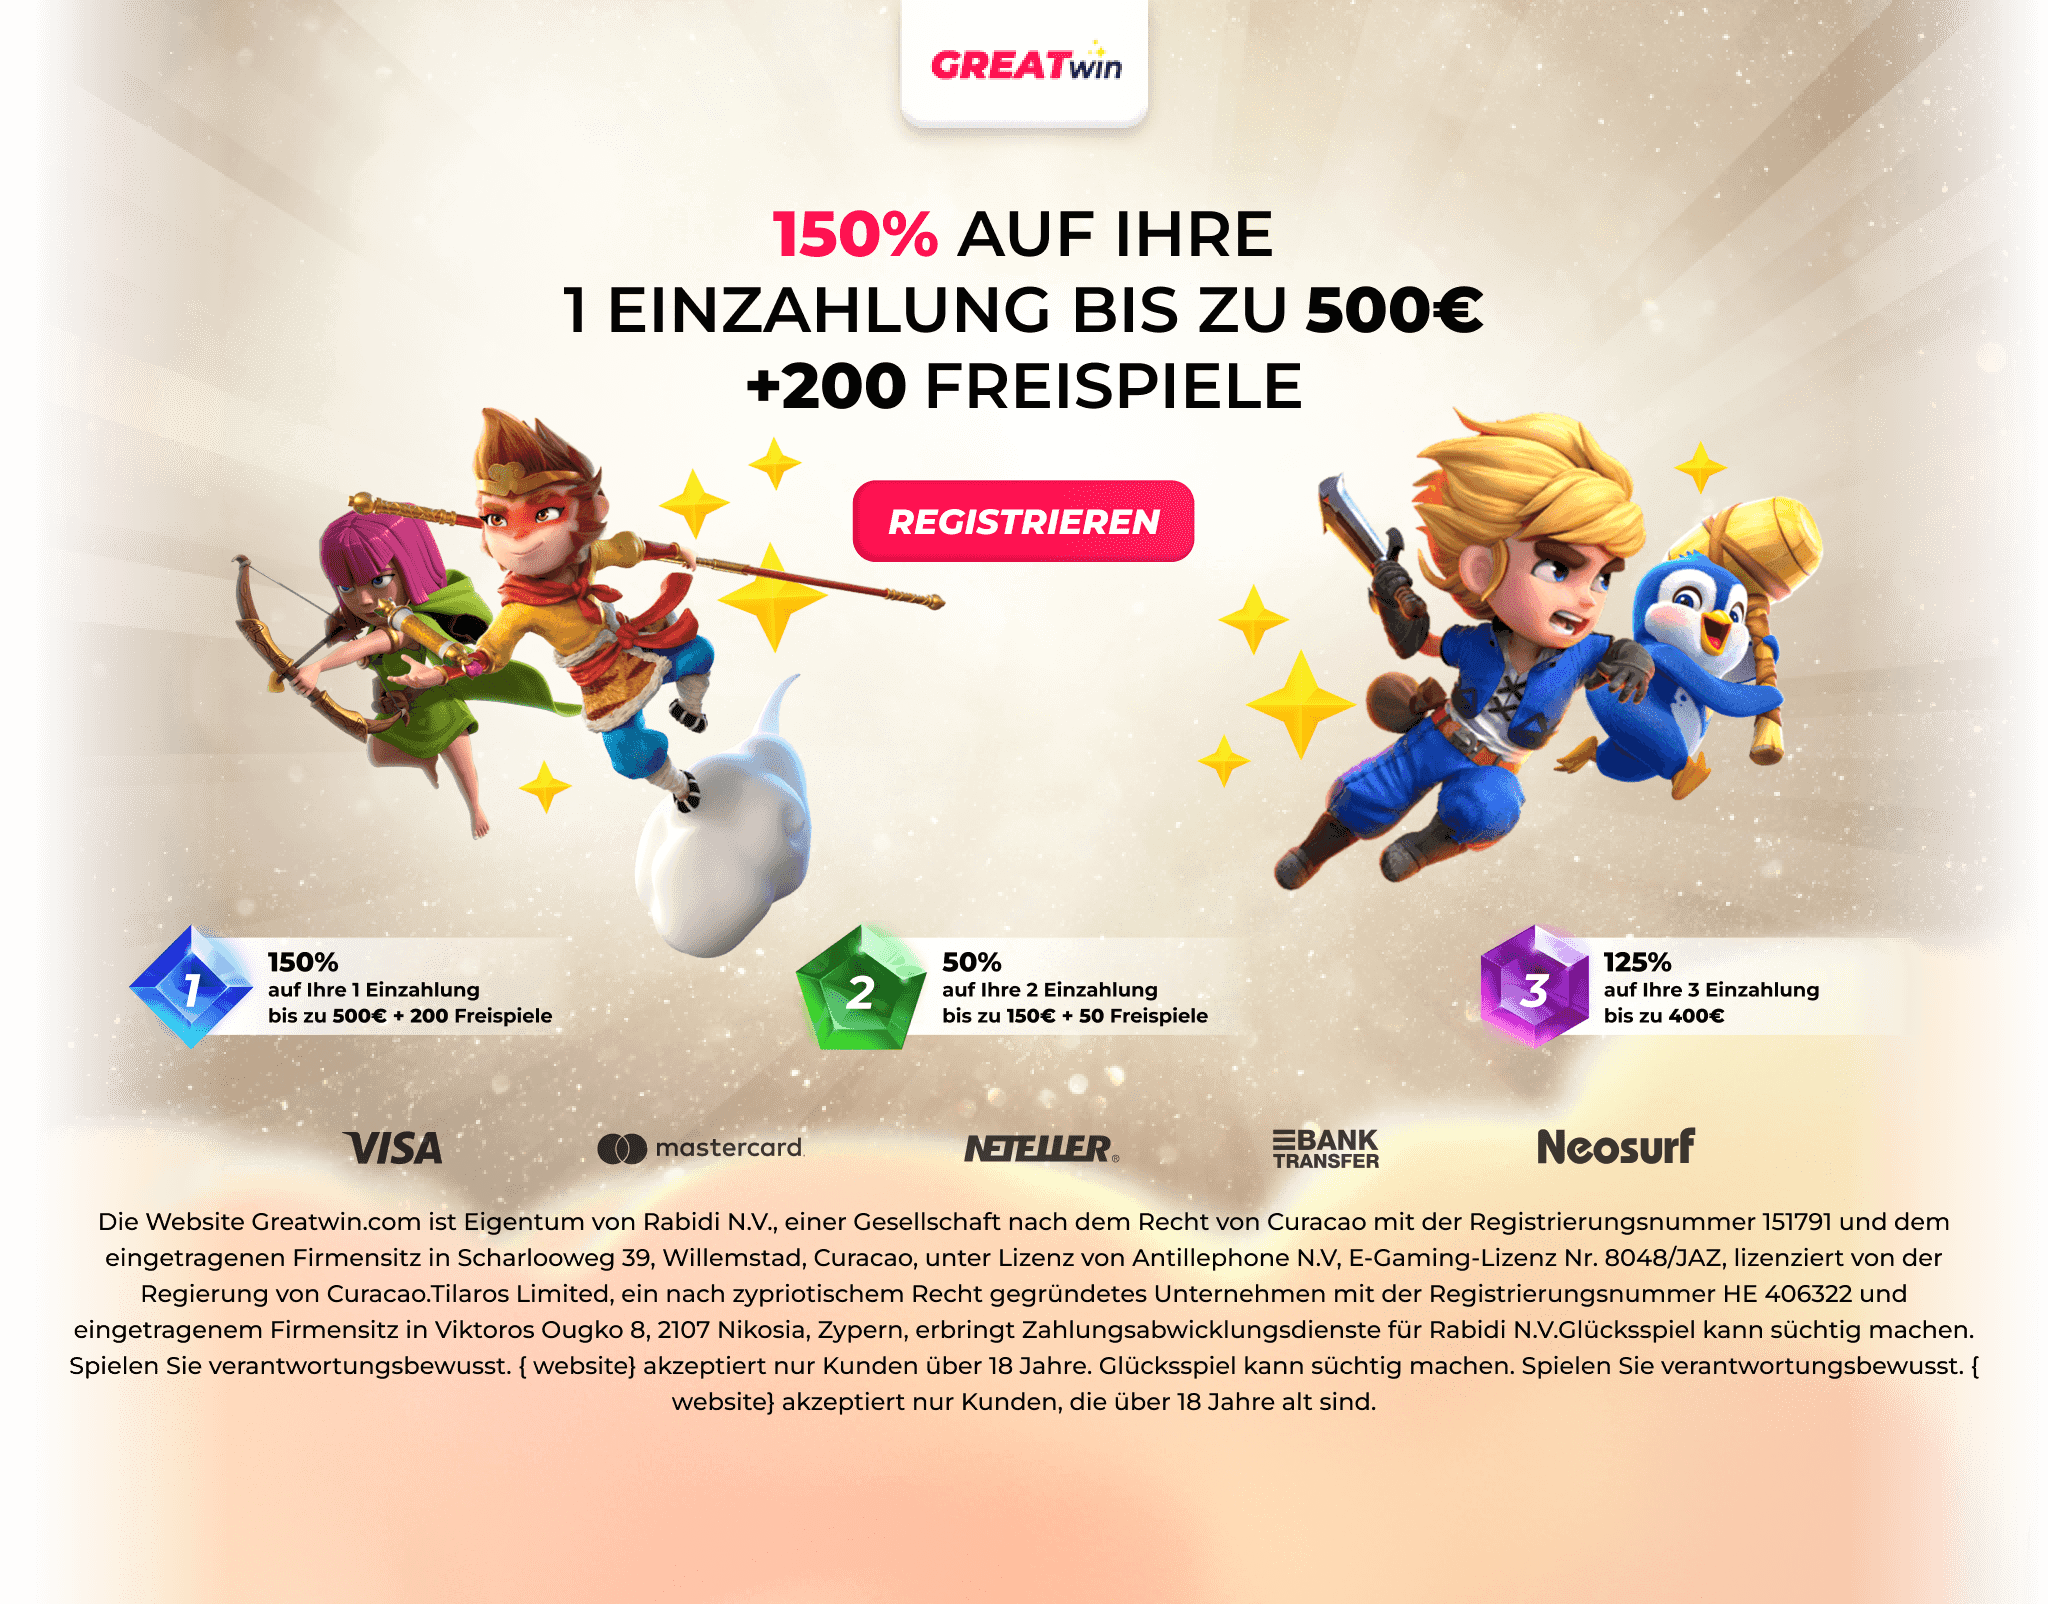 GREATwin
150% AUF IHRE
1 EINZAHLUNG BIS ZU 500€
+200 FREISPIELE
REGISTRIEREN
1
150%
auf Ihre 1 Einzahlung
bis zu 500€ + 200 Freispiele
2
50%
auf Ihre 2 Einzahlung
bis zu 150€ + 50 Freispiele
3
125%
auf Ihre 3 Einzahlung
bis zu 400€
VISA
mastercard.
NETELLER®
BANK
TRANSFER
Neosurf
Die Website Greatwin.com ist Eigentum von Rabidi N.V., einer Gesellschaft nach dem Recht von Curacao mit der Registrierungsnummer 151791 und dem
eingetragenen Firmensitz in Scharlooweg 39, Willemstad, Curacao, unter Lizenz von Antillephone N.V, E-Gaming-Lizenz Nr. 8048/JAZ, lizenziert von der
Regierung von Curacao.Tilaros Limited, ein nach zypriotischem Recht gegründetes Unternehmen mit der Registrierungsnummer HE 406322 und
eingetragenem Firmensitz in Viktoros Ougko 8, 2107 Nikosia, Zypern, erbringt Zahlungsabwicklungsdienste für Rabidi N.V.Glücksspiel kann süchtig machen.
Spielen Sie verantwortungsbewusst. { website} akzeptiert nur Kunden über 18 Jahre. Glücksspiel kann süchtig machen. Spielen Sie verantwortungsbewusst. {
website} akzeptiert nur Kunden, die über 18 Jahre alt sind.